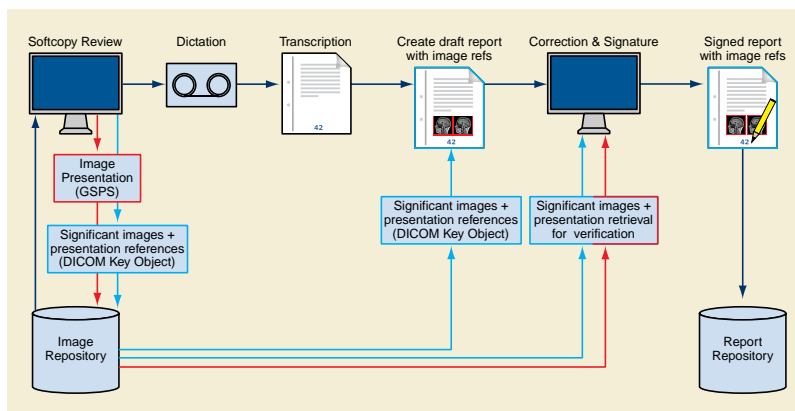 Softcopy Review
Dictation
Transcription
Create draft report
with image refs
Correction & Signature
Signed report
with image refs
42
42
42
Image
Presentation
(GSPS)
Significant images +
presentation references
(DICOM Key Object)
Significant images +
presentation references
(DICOM Key Object)
Significant images +
presentation retrieval
for verification
Image
Repository
Report
Repository